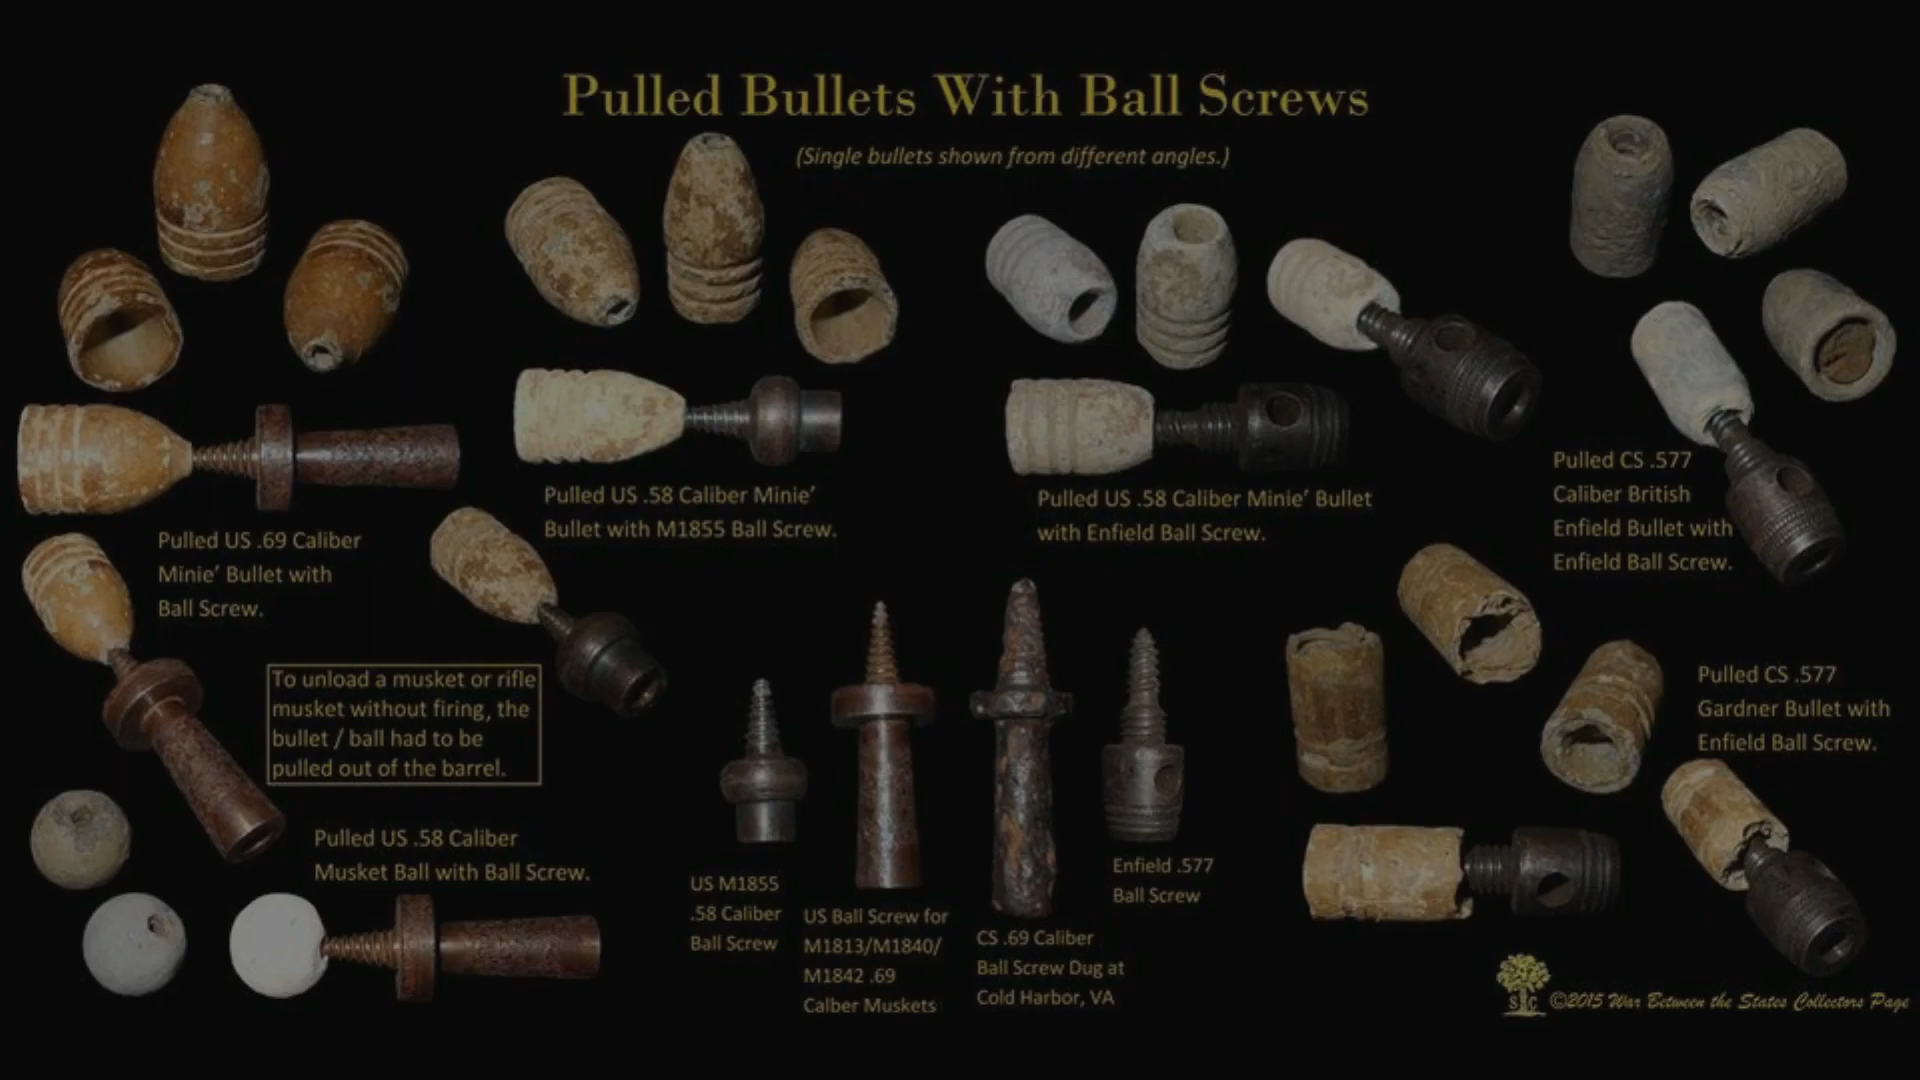 Pulled Bullets With Ball Screws
(Single bullets shown from different angles.)
Pulled US .69 Caliber
Minie’ Bullet with
Ball Screw.
Pulled US .58 Caliber Minie’
Bullet with M1855 Ball Screw.
Pulled US .58 Caliber Minie’ Bullet
with Enfield Ball Screw.
Pulled CS .577
Caliber British
Enfield Bullet with
Enfield Ball Screw.
To unload a musket or rifle
musket without firing, the
bullet / ball had to be
pulled out of the barrel.
Pulled CS .577
Gardner Bullet with
Enfield Ball Screw.
Pulled US .58 Caliber
Musket Ball with Ball Screw.
US M1855
.58 Caliber
Ball Screw
US Ball Screw for
M1813/M1840/
M1842 .69
Calber Muskets
CS .69 Caliber
Ball Screw Dug at
Cold Harbor, VA
Enfield .577
Ball Screw
©2015 War Between the States Collectors Page